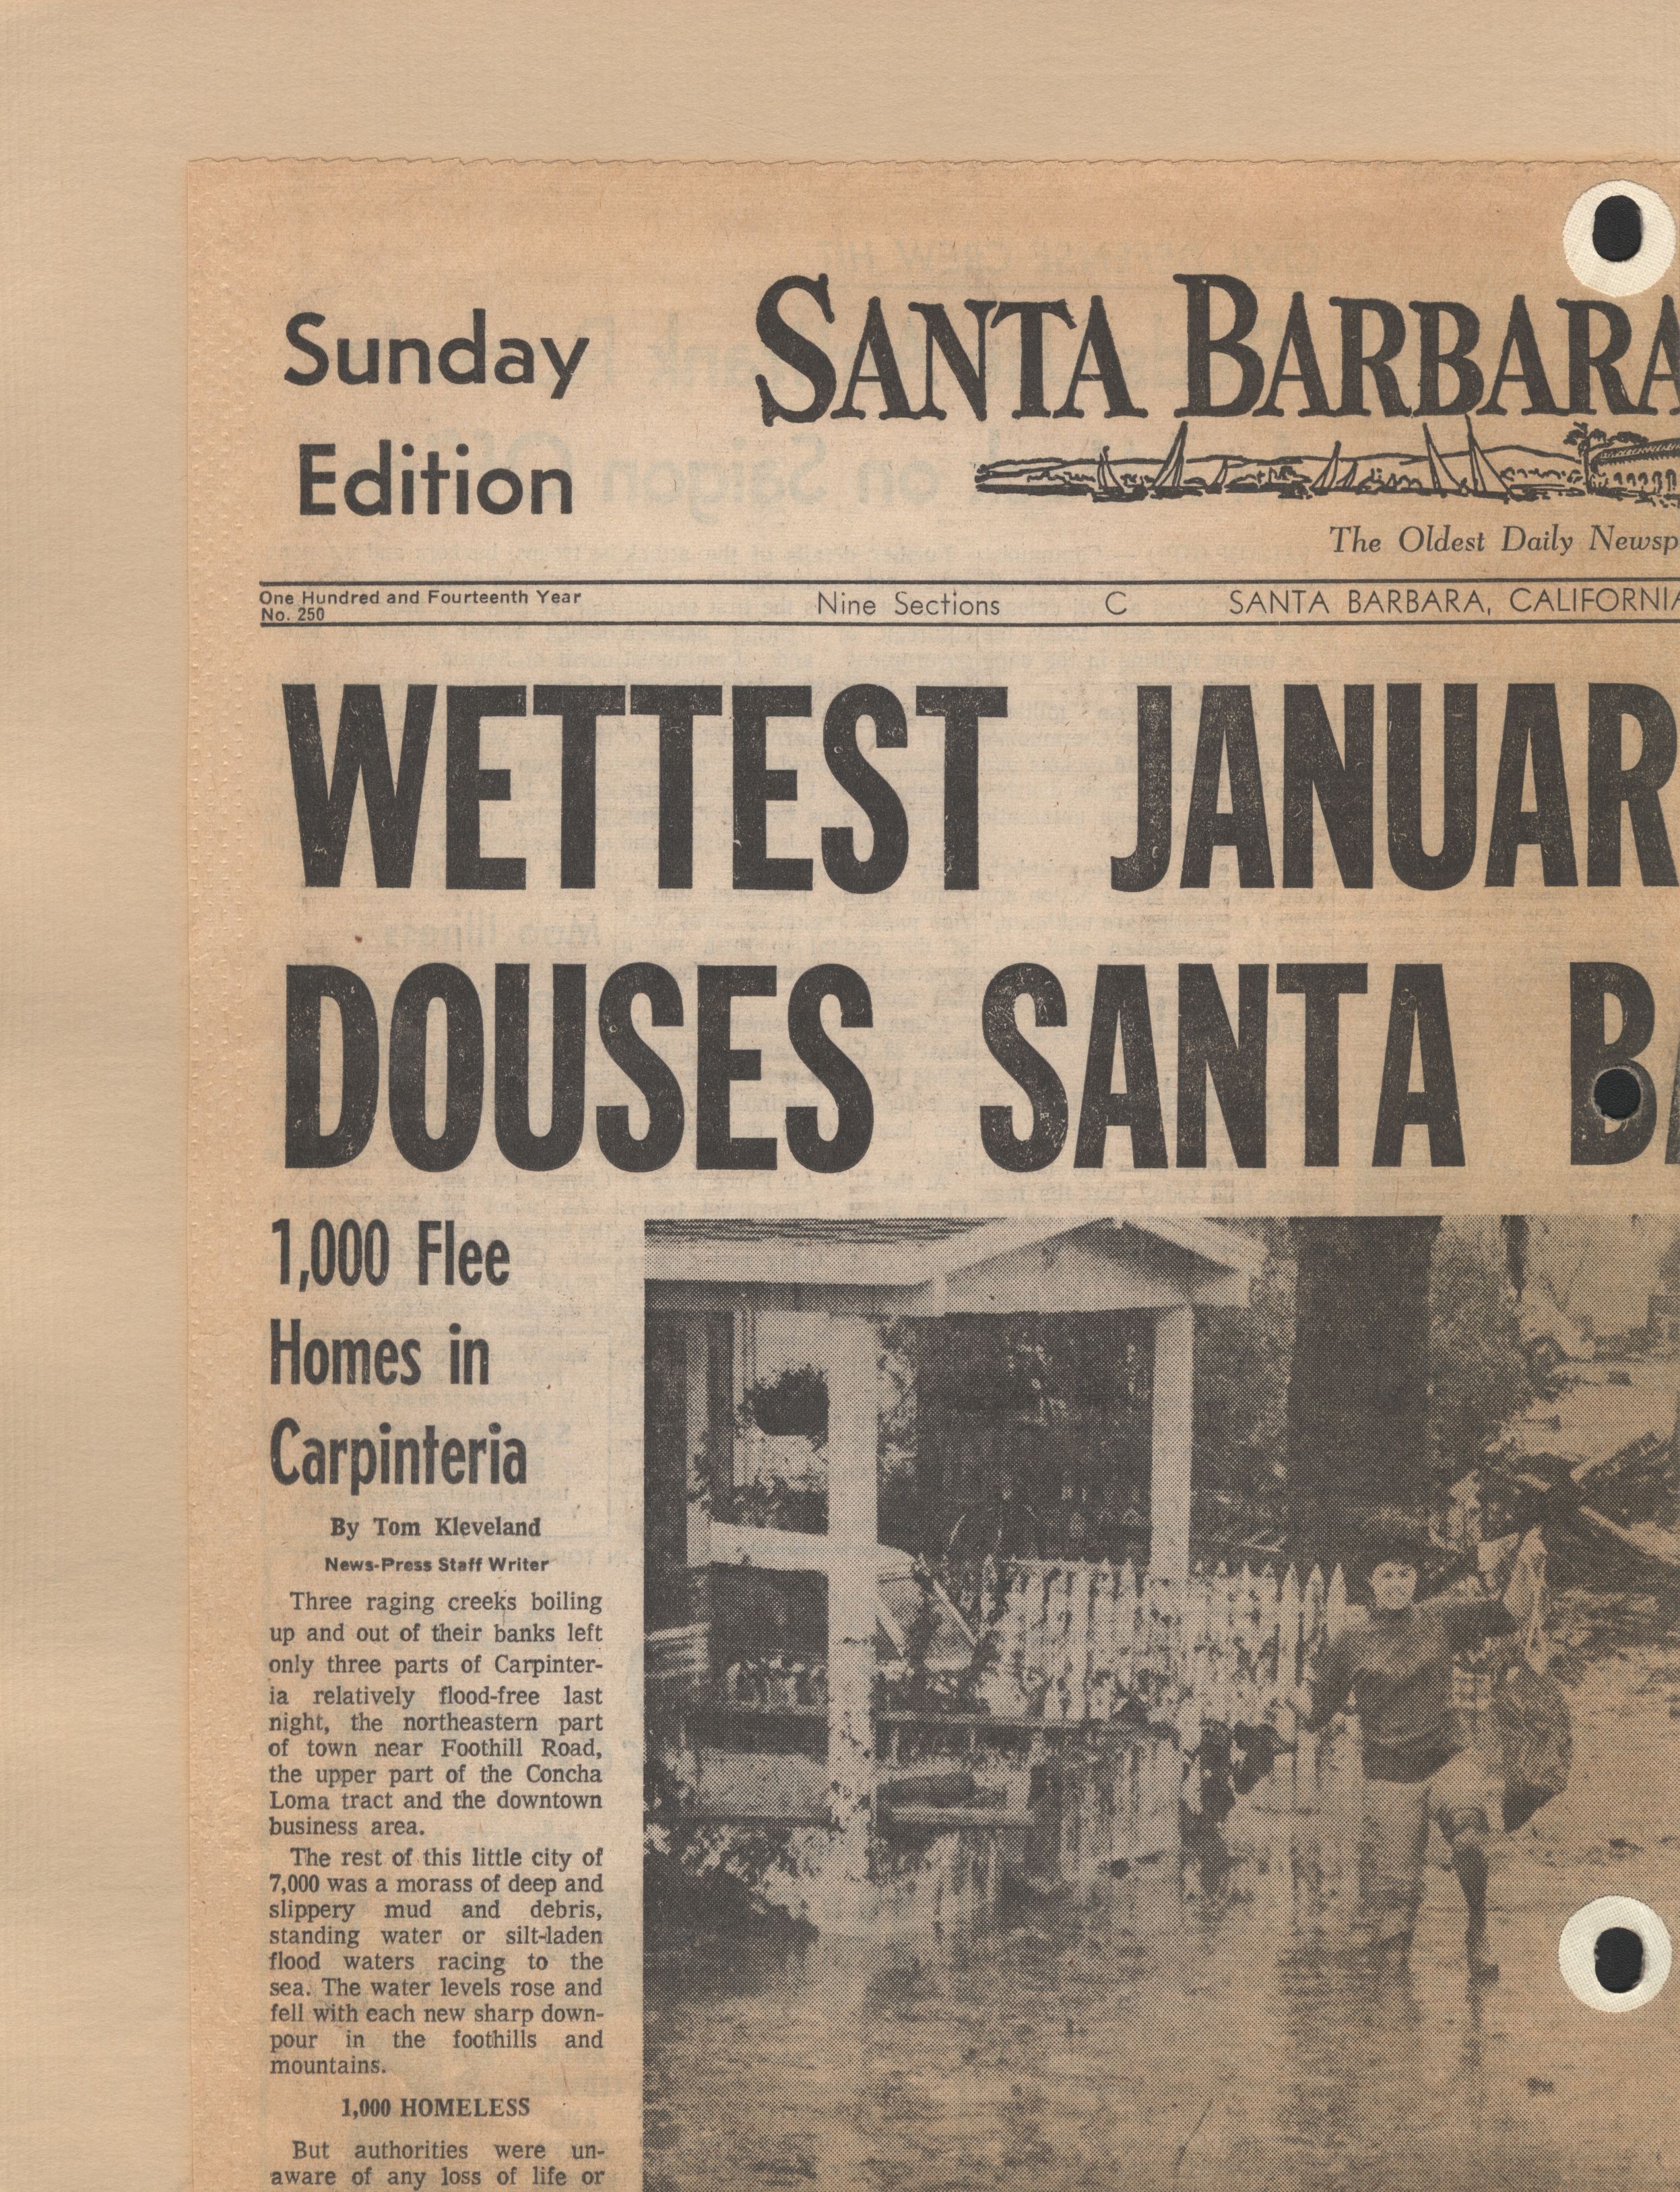 Sunday
Edition
SANTA BARBARA
The Oldest Daily Newsp
One Hundred and Fourteenth Year
No. 250
Nine Sections C SANTA BARBARA, CALIFORNIA
WETTEST JANUAR
DOUSES SANTA BA
1,000 Flee
Homes in
Carpinteria
By Tom Kleveland
News-Press Staff Writer
Three raging creeks boiling
up and out of their banks left
only three parts of Carpinter-
ia relatively flood-free last
night, the northeastern part
of town near Foothill Road,
the upper part of the Concha
Loma tract and the downtown
business area.
The rest of this little city of
7,000 was a morass of deep and
slippery mud and debris,
standing water or silt-laden
flood waters racing to the
sea. The water levels rose and
fell with each new sharp down-
pour in the foothills and
mountains.
1,000 HOMELESS
But authorities were un-
aware of any loss of life or